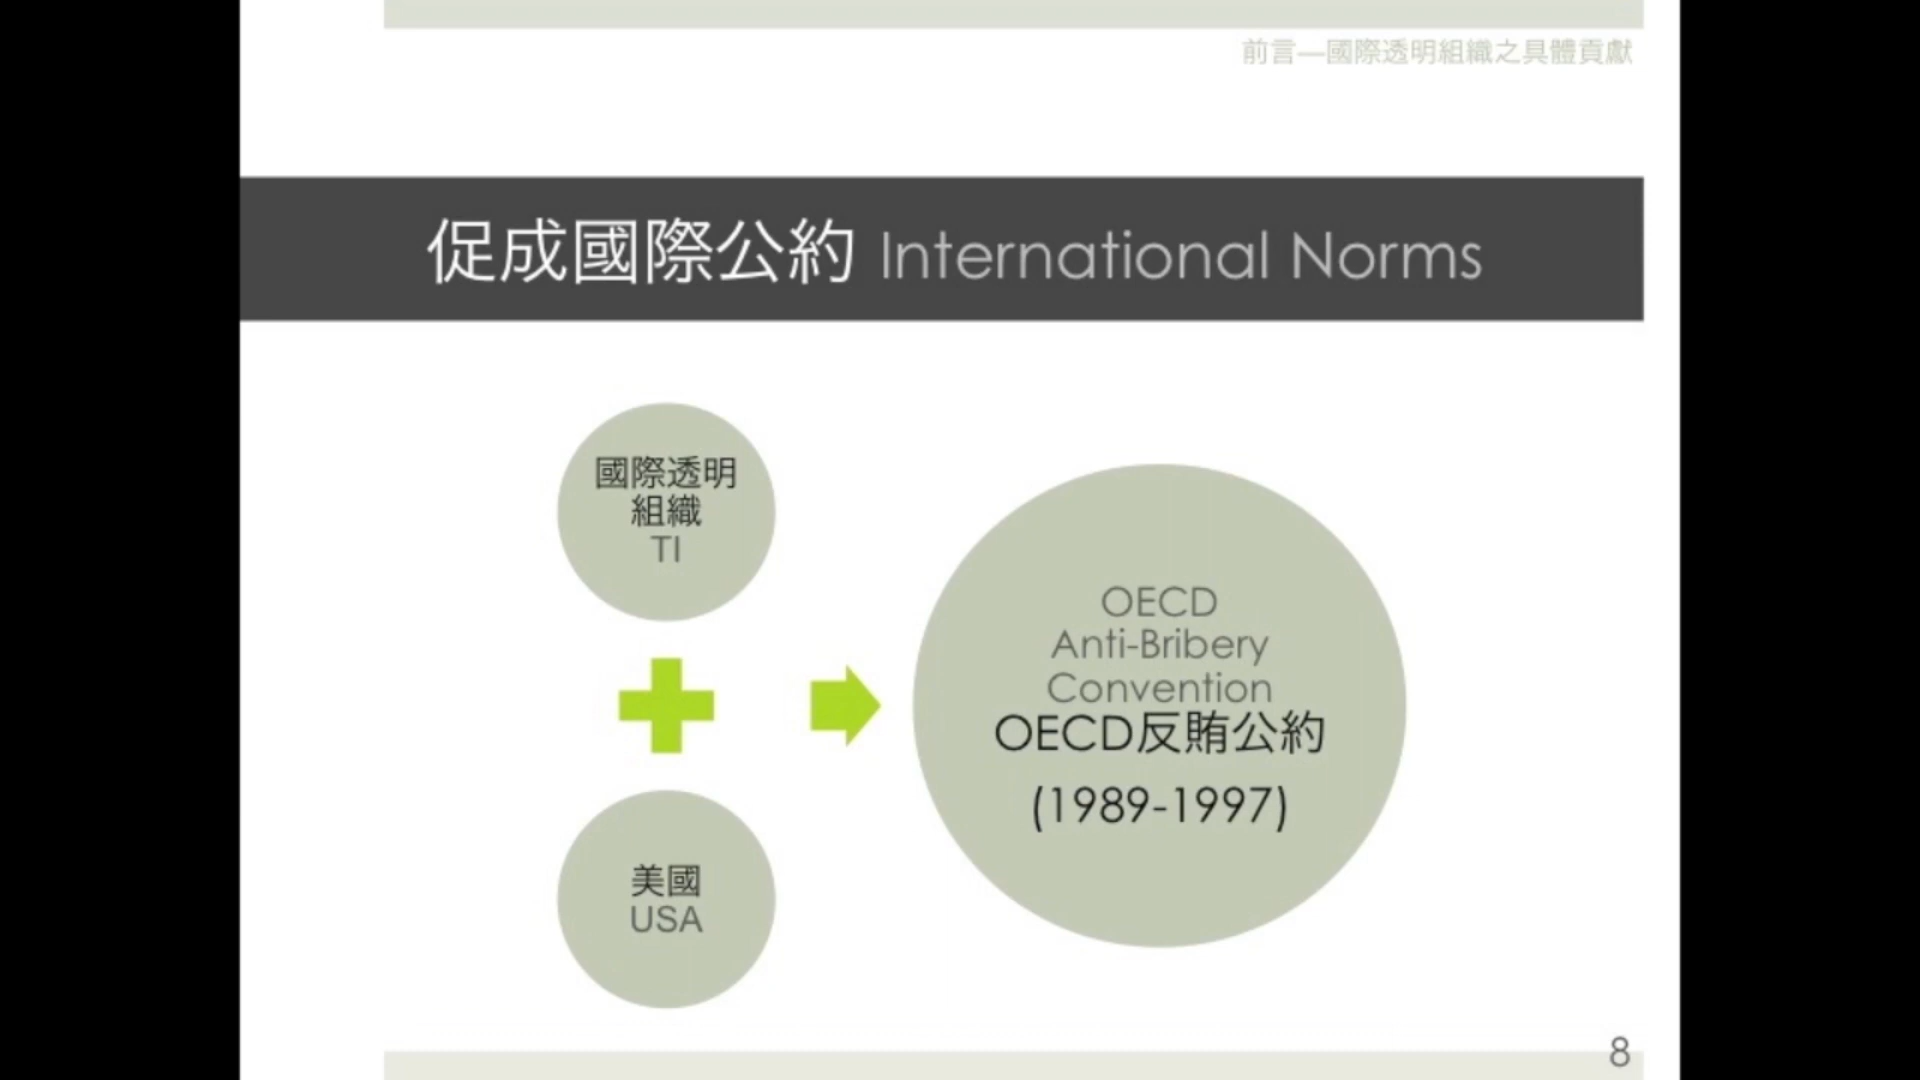 前言—國際透明組織之具體貢獻
促成國際公約 International Norms
國際透明
組織
TI
美國
USA
OECD
Anti-Bribery
Convention
OECD反賄公約
(1989-1997)
8